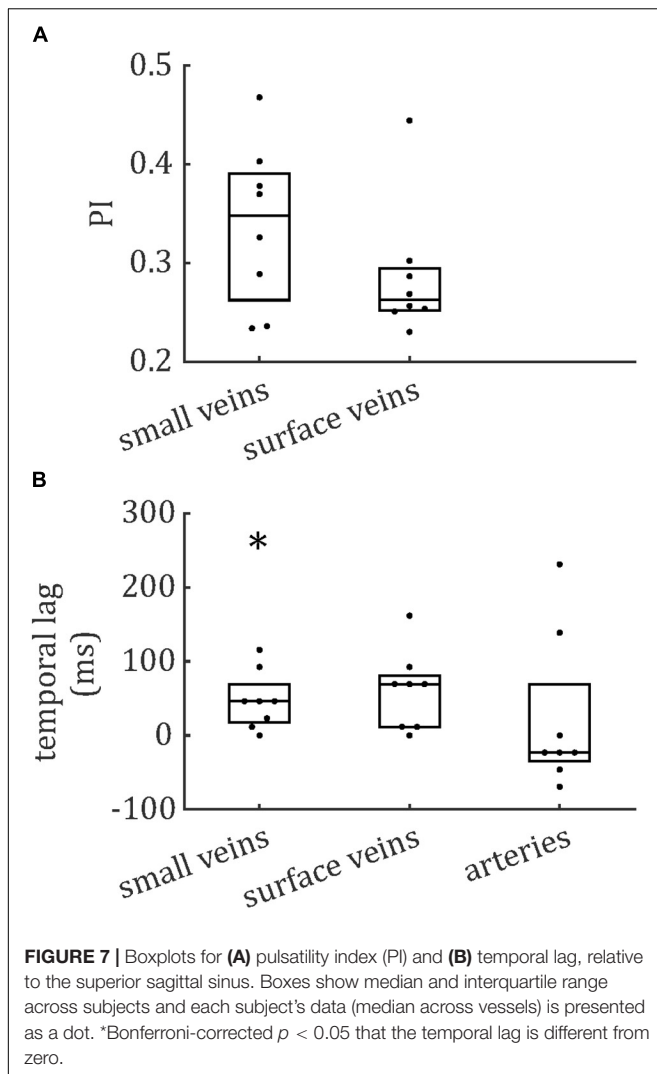 A
0.5
0.4
PI
0.3
0.2
small veins
surface veins
B
300
*
200
temporal lag
(ms)
100
0
-100
small veins
surface veins
arteries
FIGURE 7 | Boxplots for (A) pulsatility index (PI) and (B) temporal lag, relative
to the superior sagittal sinus. Boxes show median and interquartile range
across subjects and each subject's data (median across vessels) is presented
as a dot. *Bonferroni-corrected p < 0.05 that the temporal lag is different from
zero.